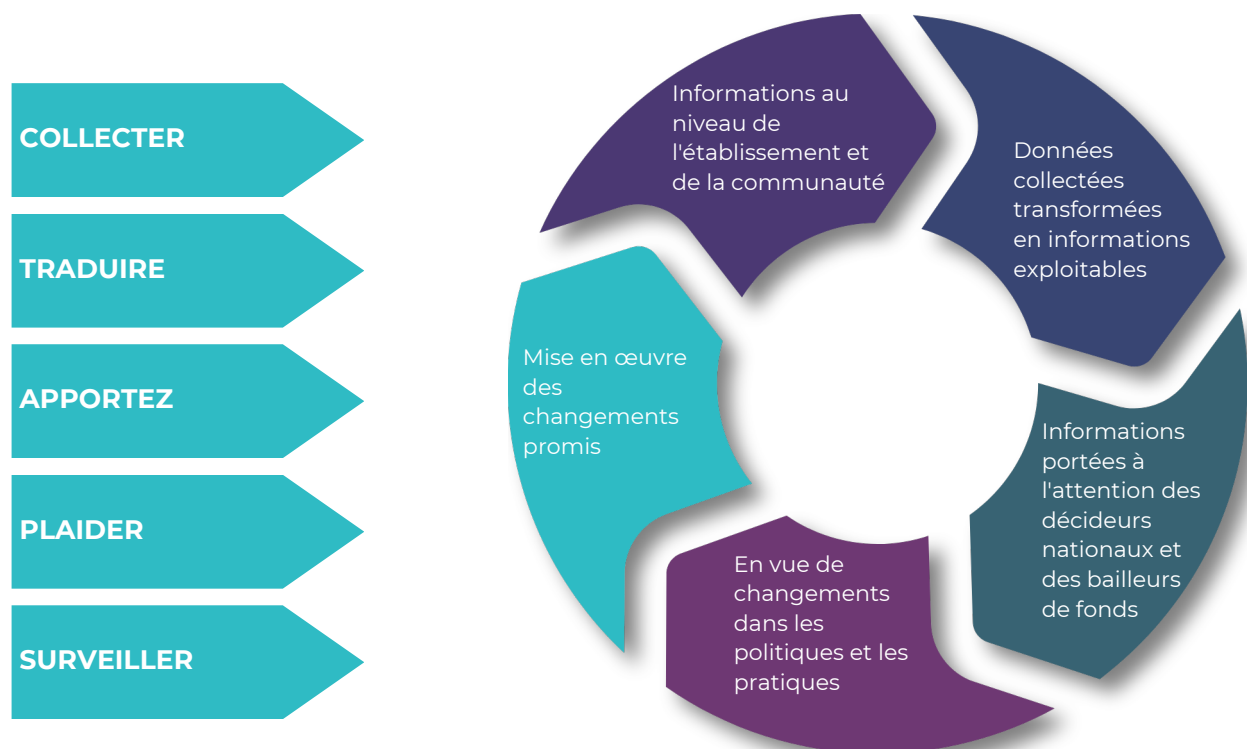 COLLECTER
TRADUIRE
APPORTEZ
PLAIDER
SURVEILLER
Informations au
niveau de
l'établissement et
de la communauté
Données
collectées
transformées
en informations
exploitables
Informations
portées à
l'attention des
décideurs
nationaux et
des bailleurs
de fonds
En vue de
changements
dans les
politiques et les
pratiques
Mise en œuvre
des
changements
promis